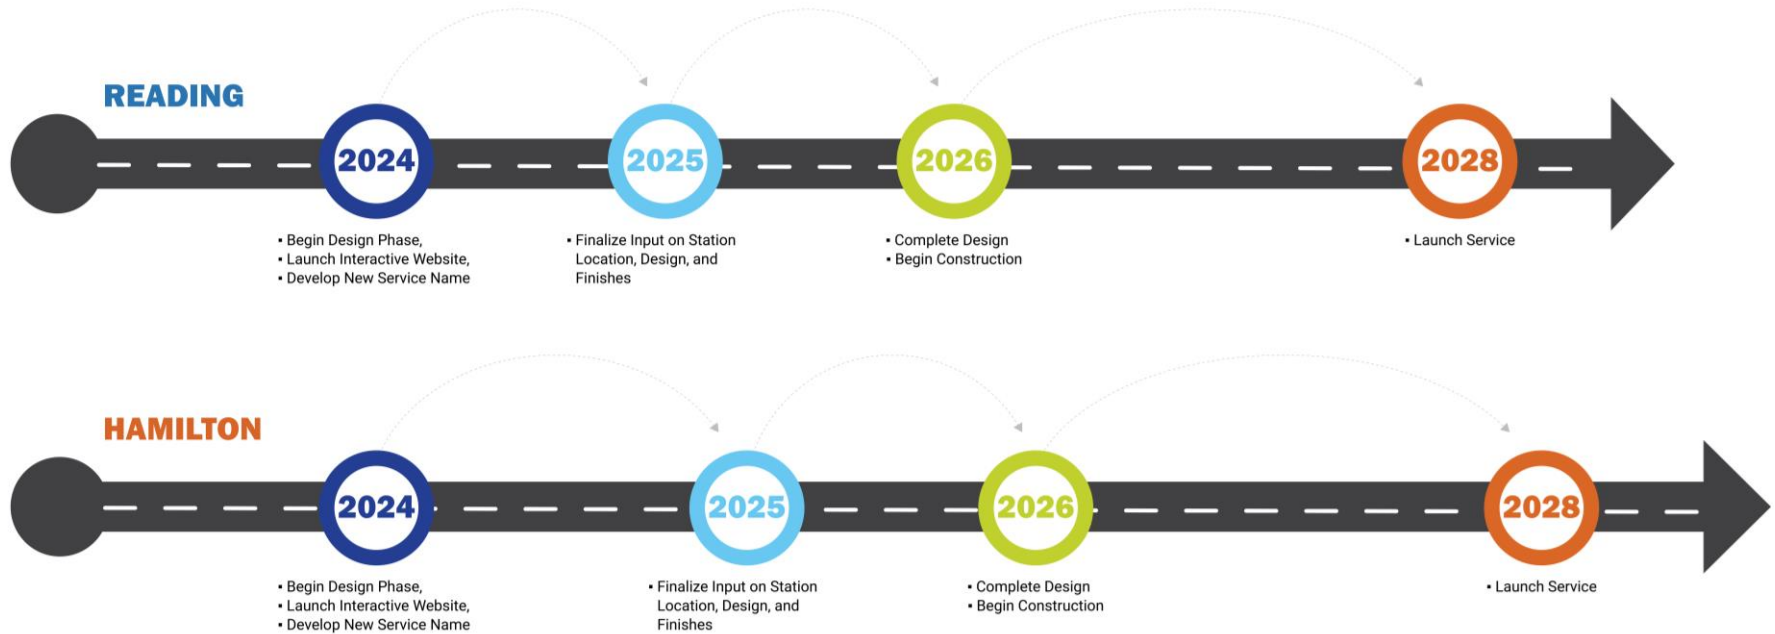 READING
2024
2025
2026
2028
▪ Begin Design Phase,
▪ Launch Interactive Website,
▪ Develop New Service Name
▪ Finalize Input on Station
Location, Design, and
Finishes
▪ Complete Design
▪ Begin Construction
▪ Launch Service
HAMILTON
2024
2025
2026
2028
▪ Begin Design Phase,
▪ Launch Interactive Website,
▪ Develop New Service Name
▪ Finalize Input on Station
Location, Design, and
Finishes
▪ Complete Design
▪ Begin Construction
▪ Launch Service